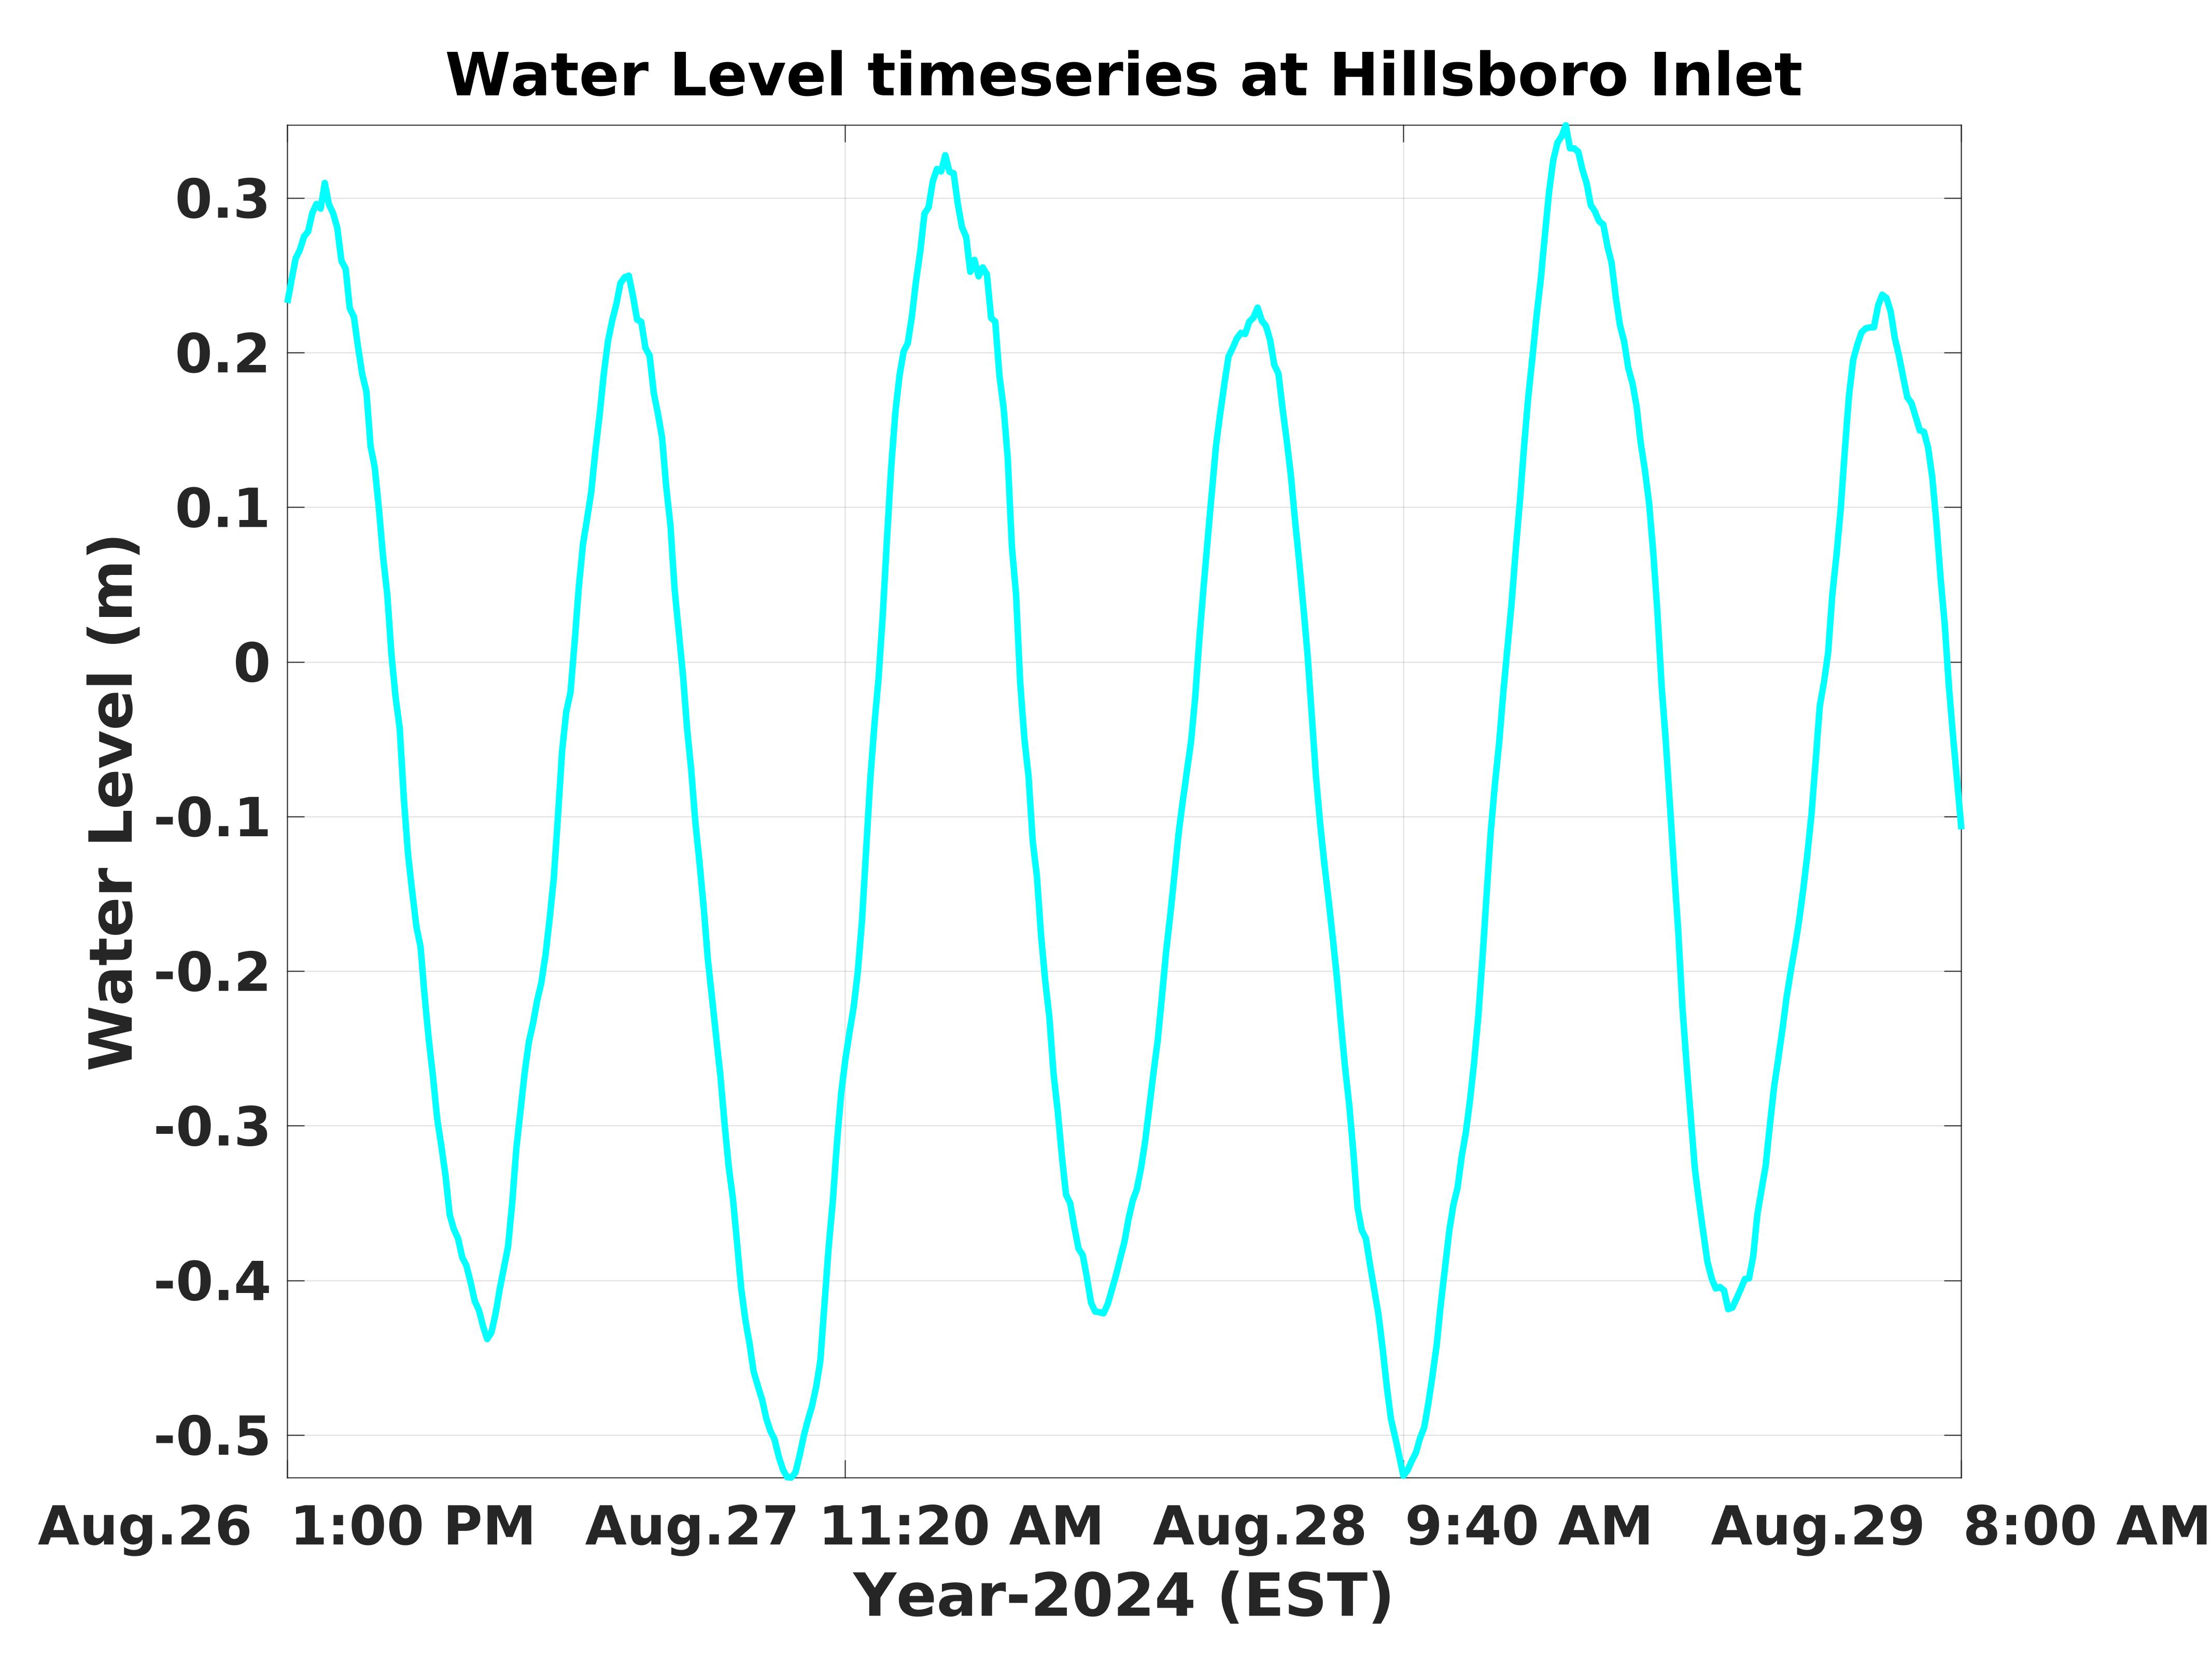 Water Level timeseries at Hillsboro Inlet
0.3
0.2
0.1
0
-0.1
-0.2
-0.3
-0.4
-0.5
Water Level (m)
Aug.26 1:00 PM Aug.27 11:20 AM Aug.28 9:40 AM Aug.29 8:00 AM
Year-2024 (EST)